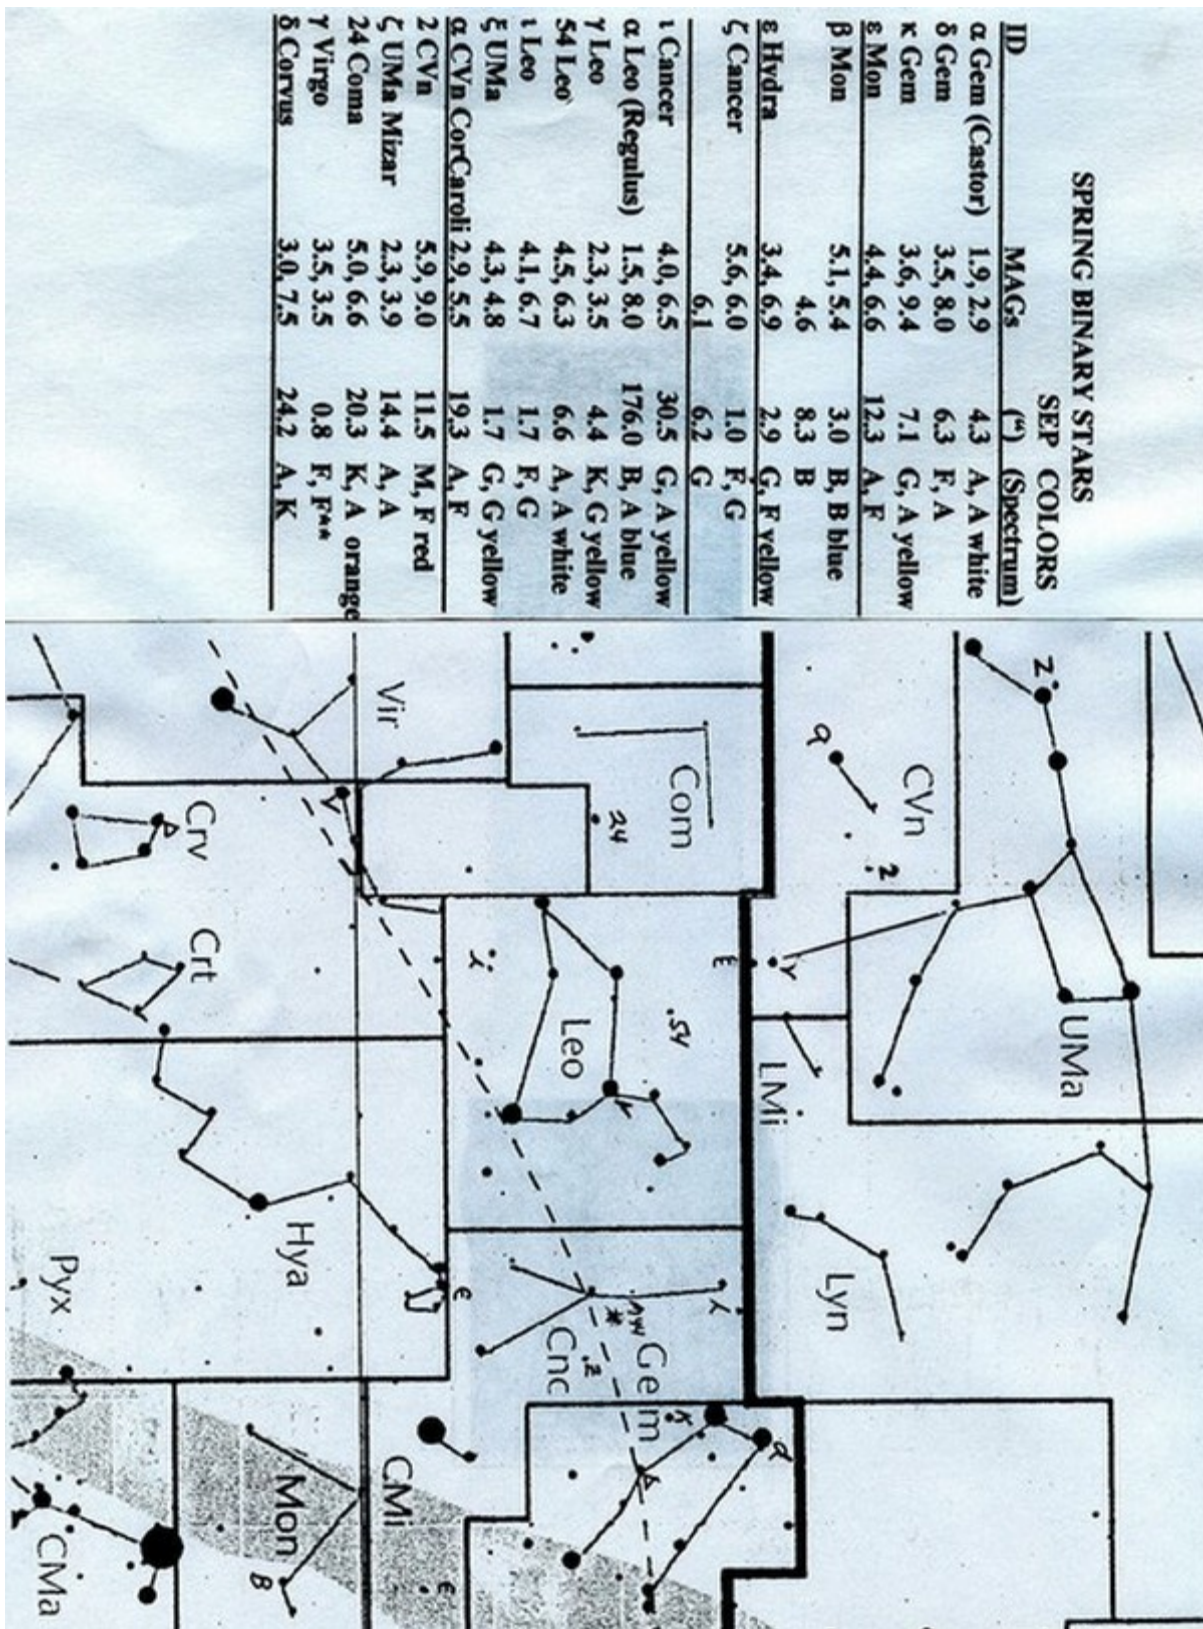 SPRING BINARY STARS
SEP COLORS
ID MAGs (“) (Spectrum)
α Gem (Castor) 1.9, 2.9 4.3 A, A white
δ Gem 3.5, 8.0 6.3 F, A
κ Gem 3.6, 9.4 7.1 G, A yellow
ε Mon 4.4, 6.6 12.3 A, F
β Mon 5.1, 5.4 3.0 B, B blue
4.6 8.3 B
ε Hydra 3.4, 6.9 2.9 G, F yellow
ζ Cancer 5.6, 6.0 1.0 F, G
6.1 6.2 G
ι Cancer 4.0, 6.5 30.5 G, A yellow
α Leo (Regulus) 1.5, 8.0 176.0 B, A blue
γ Leo 2.3, 3.5 4.4 K, G yellow
54 Leo 4.5, 6.3 6.6 A, A white
ι Leo 4.1, 6.7 1.7 F, G
ξ UMa 4.3, 4.8 1.7 G, G yellow
α CVn CorCaroli 2.9, 5.5 19.3 A, F
2 CVn 5.9, 9.0 11.5 M, F red
ζ UMa Mizar 2.3, 3.9 14.4 A, A
24 Coma 5.0, 6.6 20.3 K, A orange
γ Virgo 3.5, 3.5 0.8 F, F**
δ Corvus 3.0, 7.5 24.2 A, K
Z
UMa
CVn
α
2
Lyn
LMi
γ
ξ
Com
24
54
Leo
γ
ι
Vir
γ
Cnc
ι
Z
ε
Gem
α
κ
Δ
Crv
Δ
Crt
Hya
CMi
ε
Mon
B
Pyx
CMa